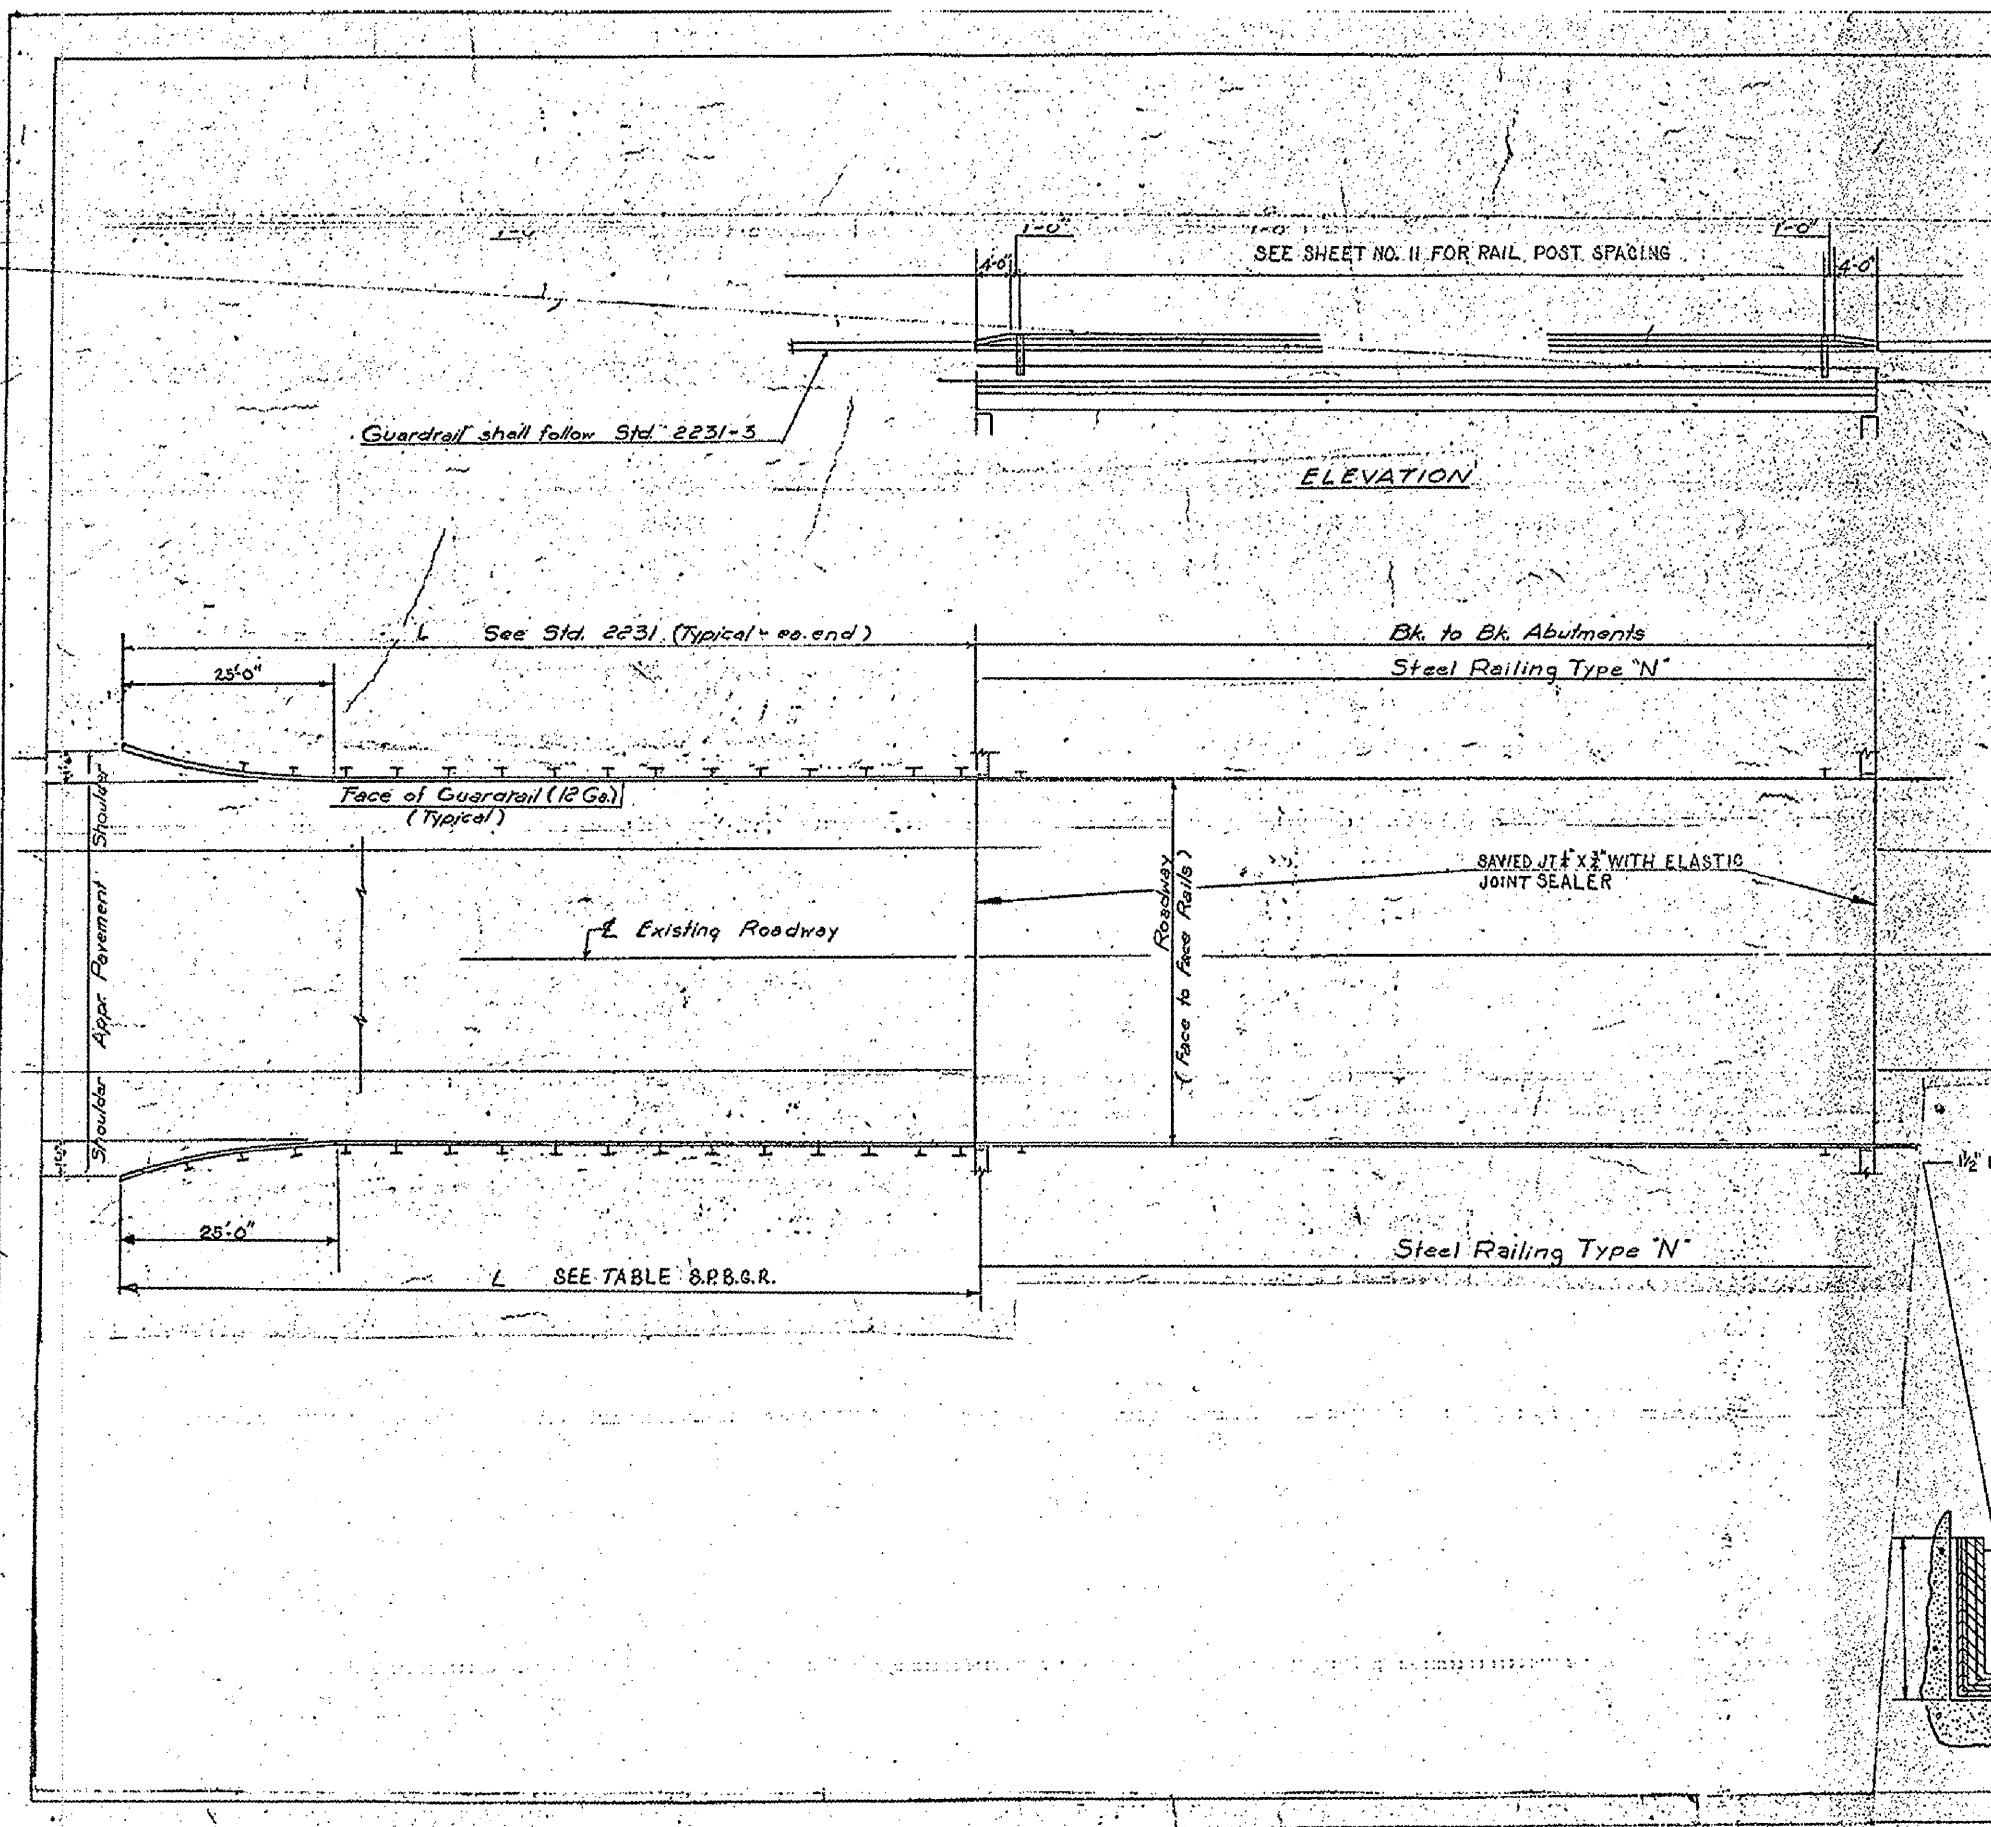 1'-0"
1'-0"
1'-0"
SEE SHEET NO. 11 FOR RAIL POST SPACING
4'-0"
4'-0"
Guardrail shall follow Std. 2231-3
ELEVATION
L See Std. 2231 (Typical - ea. end)
Bk. to Bk. Abutments
25'-0"
Steel Railing Type "N"
Face of Guardrail (12 Ga.)
(Typical)
Shoulder Appr. Pavement Shoulder
Roadway
(Face to Face Rails)
SAWED JT WITH ELASTIC
JOINT SEALER
℄ Existing Roadway
1½"
25'-0"
Steel Railing Type "N"
L SEE TABLE S.P.B.G.R.